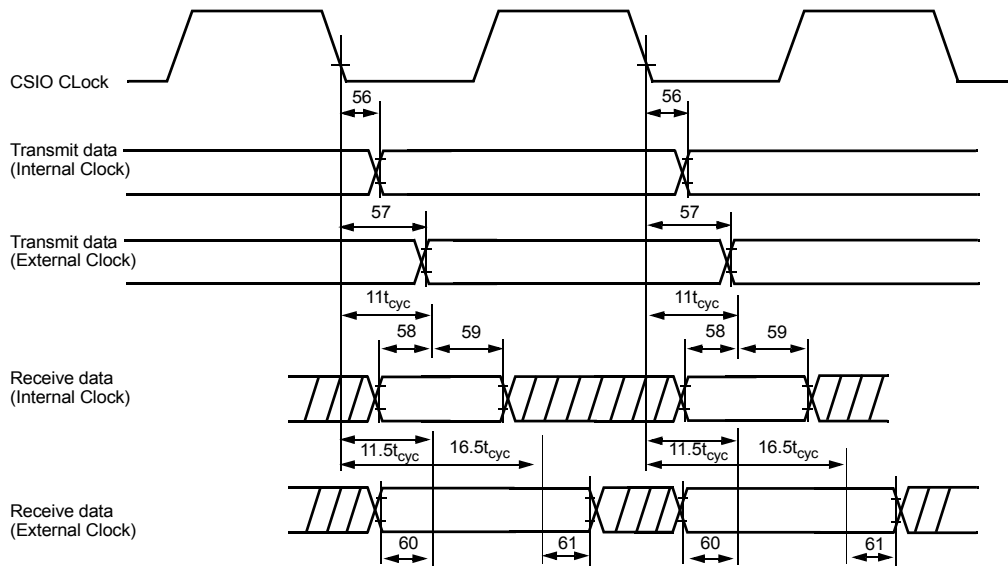 CSIO CLock
56 56
Transmit data
(Internal Clock)
57 57
Transmit data
(External Clock)
11tcyc 11tcyc
58 59 58 59
Receive data
(Internal Clock)
11.5tcyc 16.5tcyc 11.5tcyc 16.5tcyc
Receive data
(External Clock)
60 61 60 61